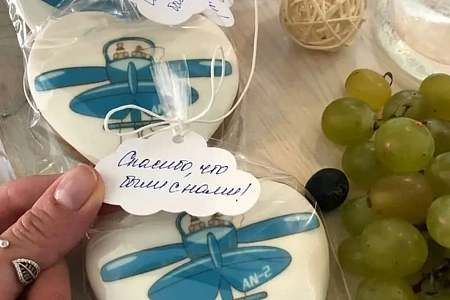 Спасибо, что
были с нами!
AN-2